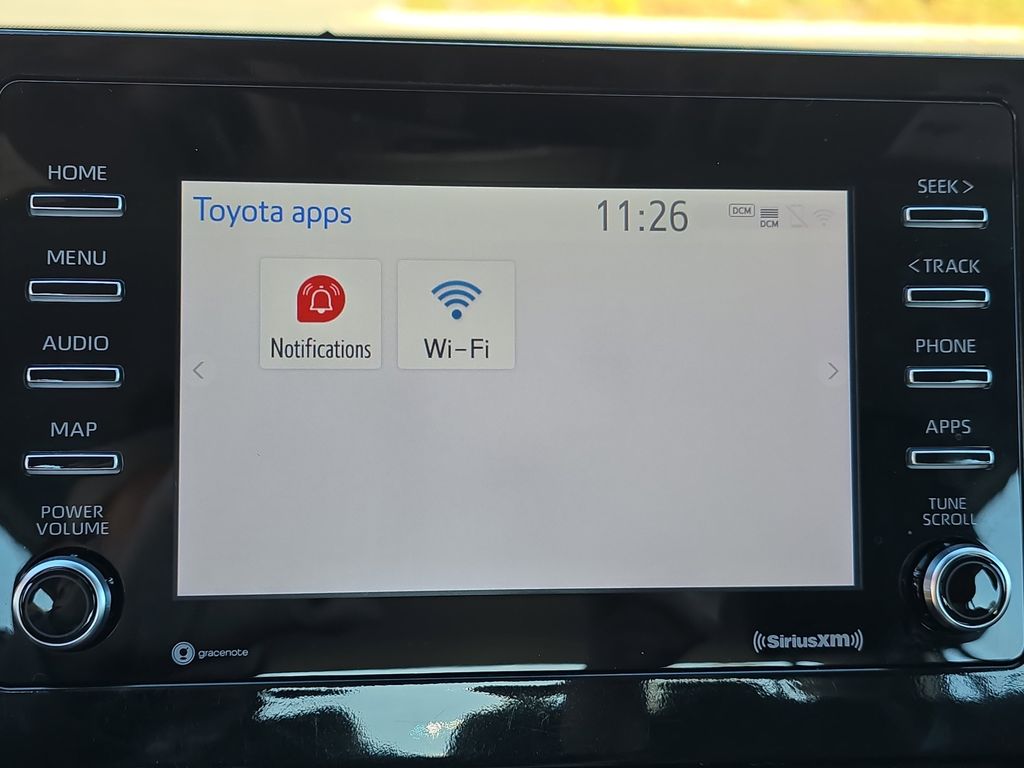 HOME
MENU
AUDIO
MAP
POWER
VOLUME
Toyota apps
11:26
DCM
DCM
Notifications
Wi-Fi
SEEK >
< TRACK
PHONE
APPS
TUNE
SCROLL
gracenote
((SiriusXM))